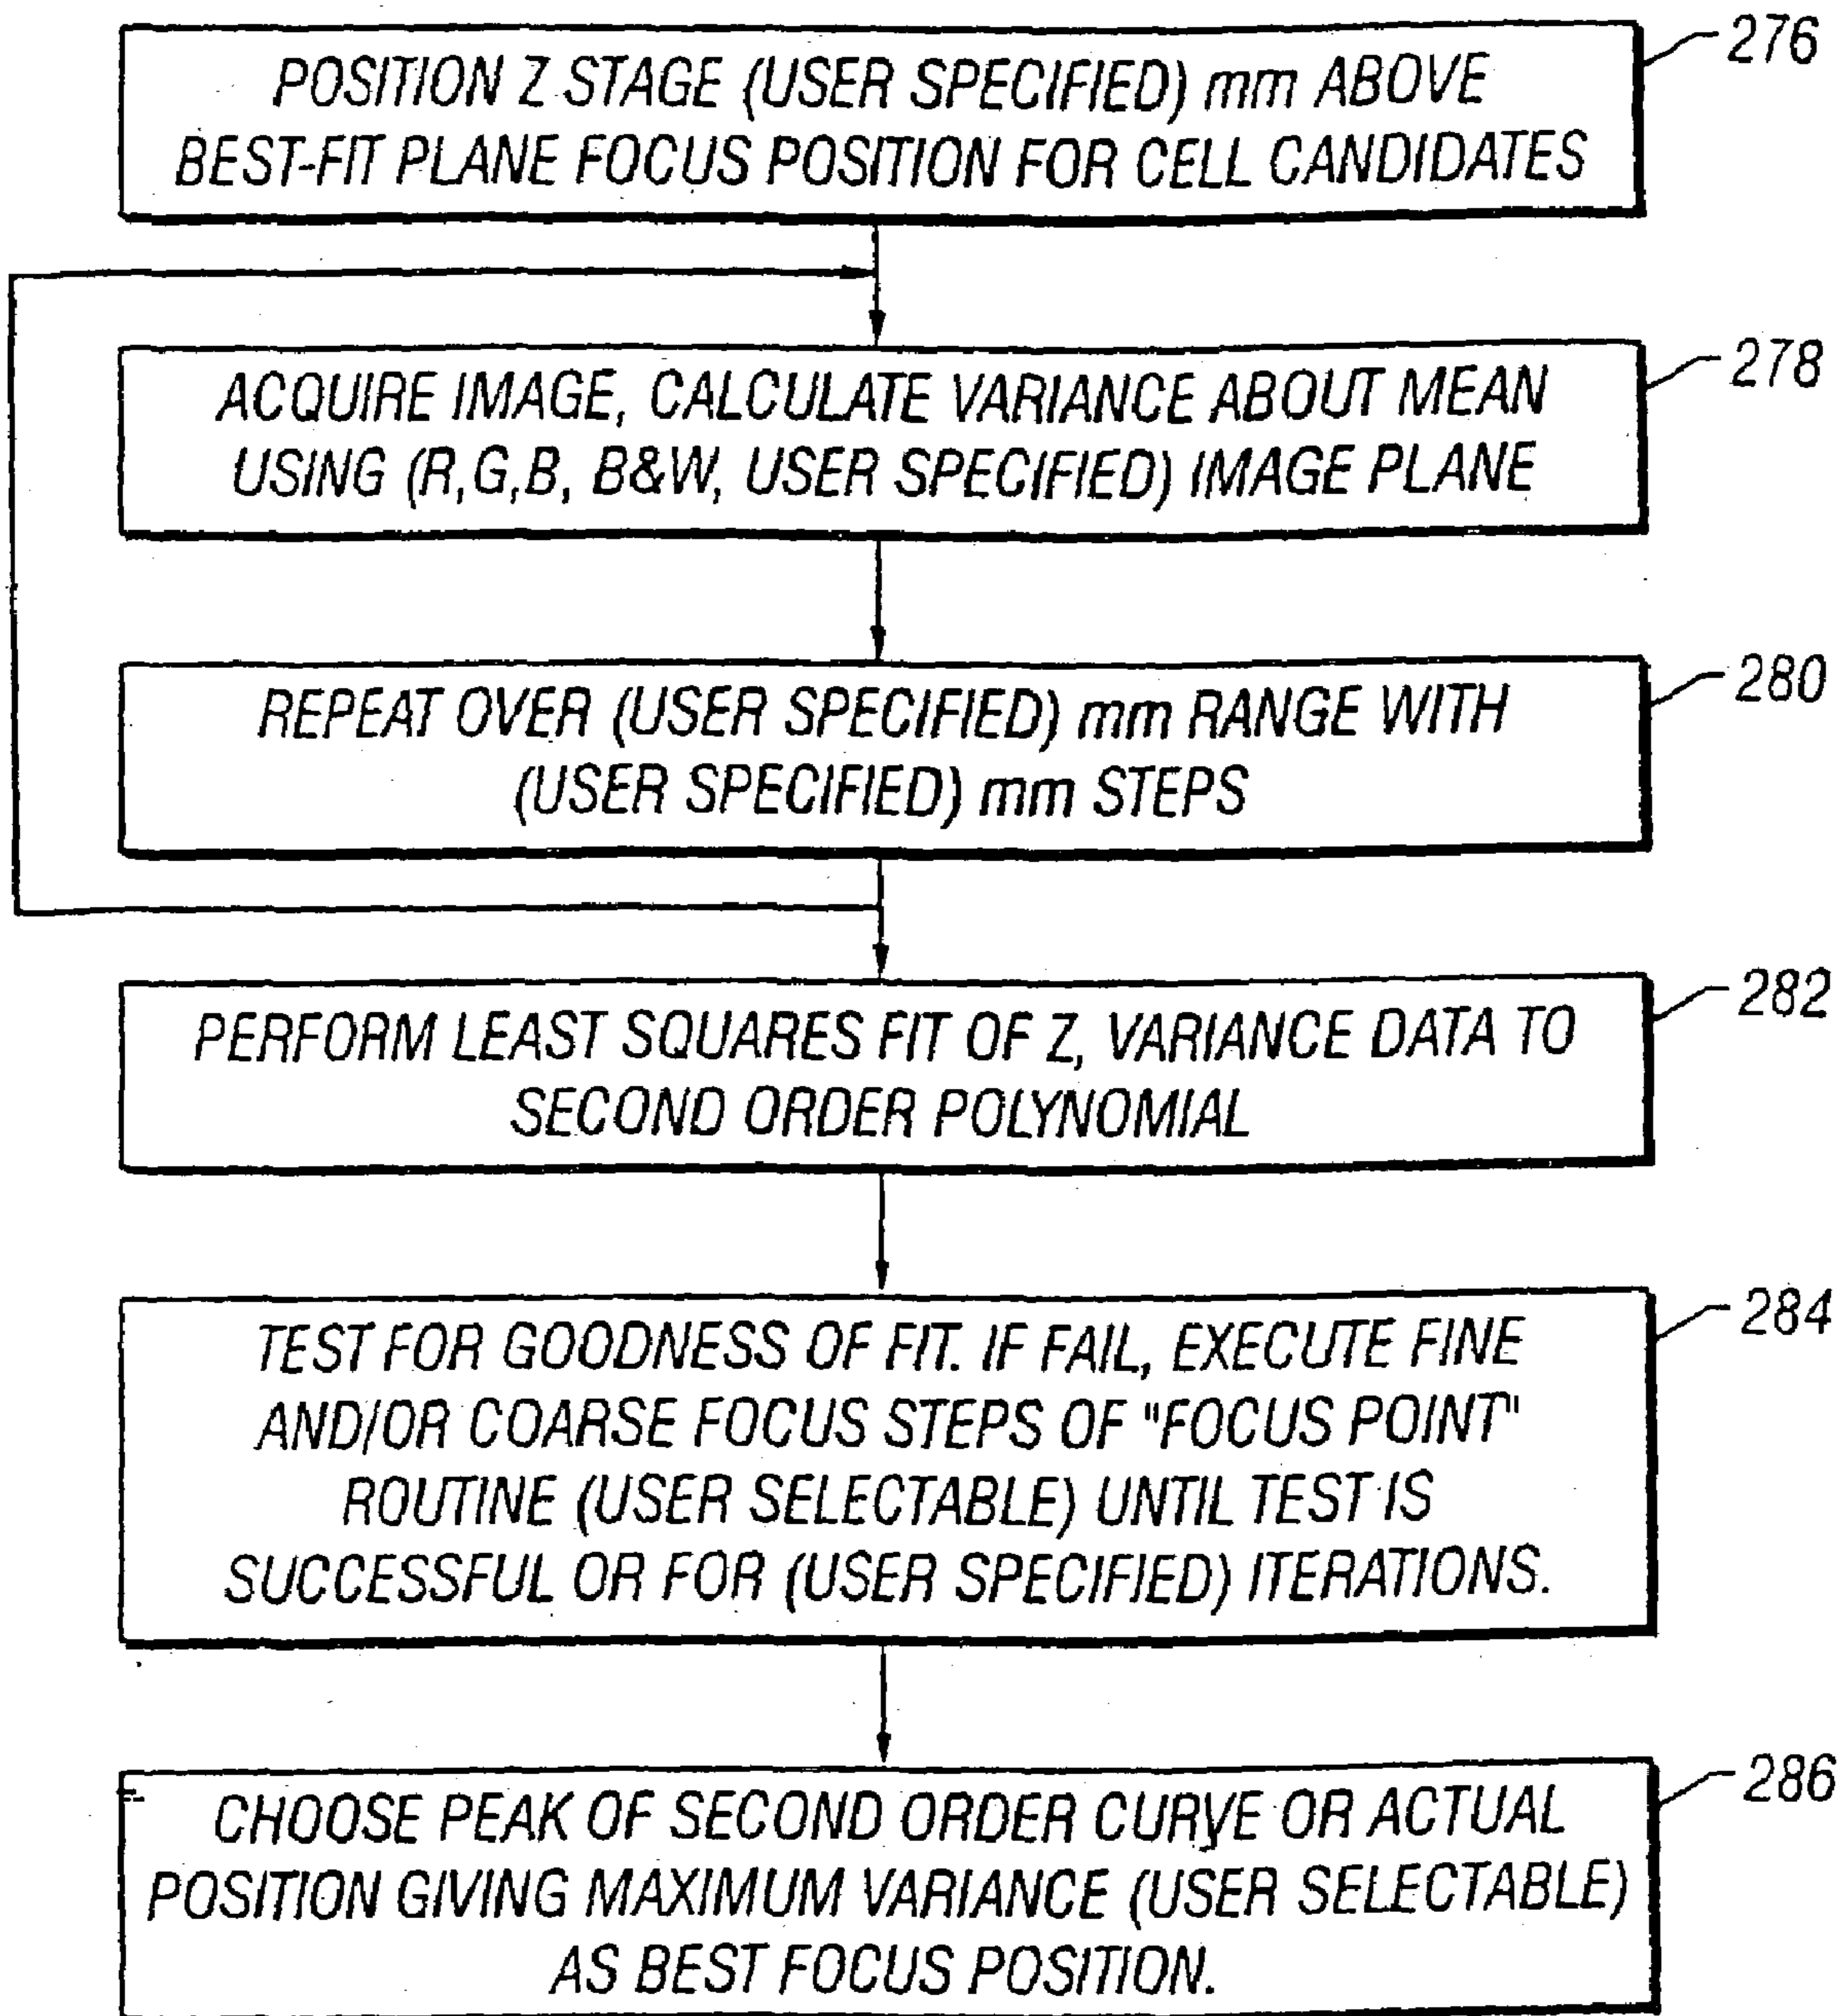 276
POSITION Z STAGE (USER SPECIFIED) mm ABOVE
BEST-FIT PLANE FOCUS POSITION FOR CELL CANDIDATES
278
ACQUIRE IMAGE, CALCULATE VARIANCE ABOUT MEAN
USING (R,G,B, B&W, USER SPECIFIED) IMAGE PLANE
280
REPEAT OVER (USER SPECIFIED) mm RANGE WITH
(USER SPECIFIED) mm STEPS
282
PERFORM LEAST SQUARES FIT OF Z, VARIANCE DATA TO
SECOND ORDER POLYNOMIAL
284
TEST FOR GOODNESS OF FIT. IF FAIL, EXECUTE FINE
AND/OR COARSE FOCUS STEPS OF "FOCUS POINT"
ROUTINE (USER SELECTABLE) UNTIL TEST IS
SUCCESSFUL OR FOR (USER SPECIFIED) ITERATIONS.
286
CHOOSE PEAK OF SECOND ORDER CURVE OR ACTUAL
POSITION GIVING MAXIMUM VARIANCE (USER SELECTABLE)
AS BEST FOCUS POSITION.